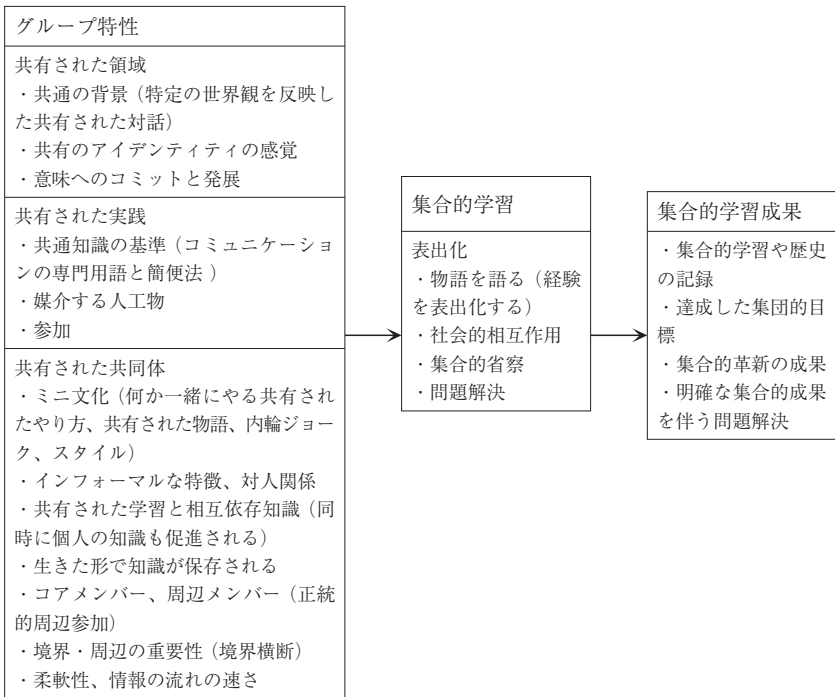 グループ特性
共有された領域
・共通の背景（特定の世界観を反映し
た共有された対話）
・共有のアイデンティティの感覚
・意味へのコミットと発展
共有された実践
・共通知識の基準（コミュニケーショ
ンの専門用語と簡便法 ）
・媒介する人工物
・参加
共有された共同体
・ミニ文化（何か一緒にやる共有され
たやり方、共有された物語、内輪ジョー
ク、スタイル）
・インフォーマルな特徴、対人関係
・共有された学習と相互依存知識（同
時に個人の知識も促進される）
・生きた形で知識が保存される
・コアメンバー、周辺メンバー（正統
的周辺参加）
・境界・周辺の重要性（境界横断）
・柔軟性、情報の流れの速さ
集合的学習
表出化
・物語を語る（経験
を表出化する）
・社会的相互作用
・集合的省察
・問題解決
集合的学習成果
・集合的学習や歴史
の記録
・達成した集団的目
標
・集合的革新の成果
・明確な集合的成果
を伴う問題解決